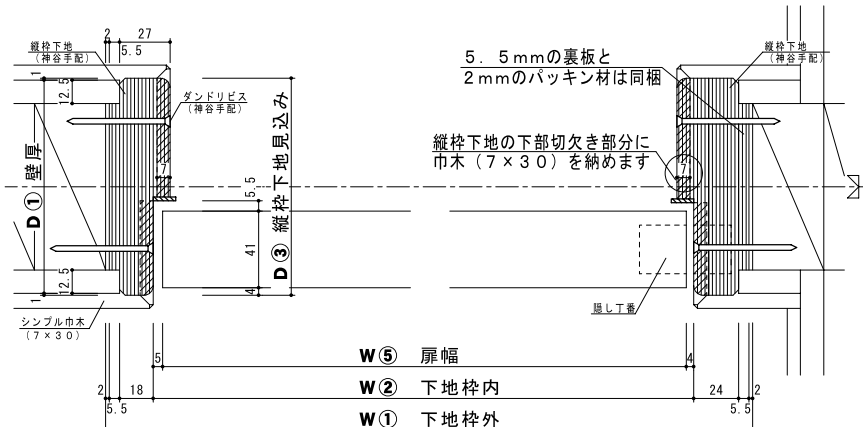 2
27
5.5
縦枠下地
(神谷手配)
1
12.5
ダンドリビス
(神谷手配)
D① 壁厚
D③ 縦枠下地見込み
7
5.5
41
4
12.5
1
シンプル巾木
(7×30)
5.5mmの裏板と
2mmのパッキン材は同梱
縦枠下地
(神谷手配)
縦枠下地の下部切欠き部分に
巾木(7×30)を納めます
7
隠し丁番
5
W⑤ 扉幅
4
2
5.5
18
W② 下地枠内
24
5.5
2
W① 下地枠外